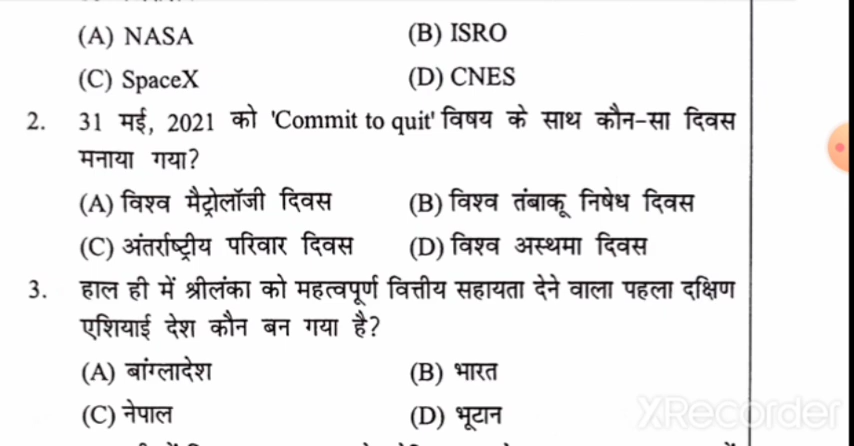 (A) NASA (B) ISRO
(C) SpaceX (D) CNES
2. 31 मई, 2021 को 'Commit to quit' विषय के साथ कौन-सा दिवस
मनाया गया?
(A) विश्व मैट्रोलॉजी दिवस (B) विश्व तंबाकू निषेध दिवस
(C) अंतर्राष्ट्रीय परिवार दिवस (D) विश्व अस्थमा दिवस
3. हाल ही में श्रीलंका को महत्वपूर्ण वित्तीय सहायता देने वाला पहला दक्षिण
एशियाई देश कौन बन गया है?
(A) बांग्लादेश (B) भारत
(C) नेपाल (D) भूटान
XRecorder